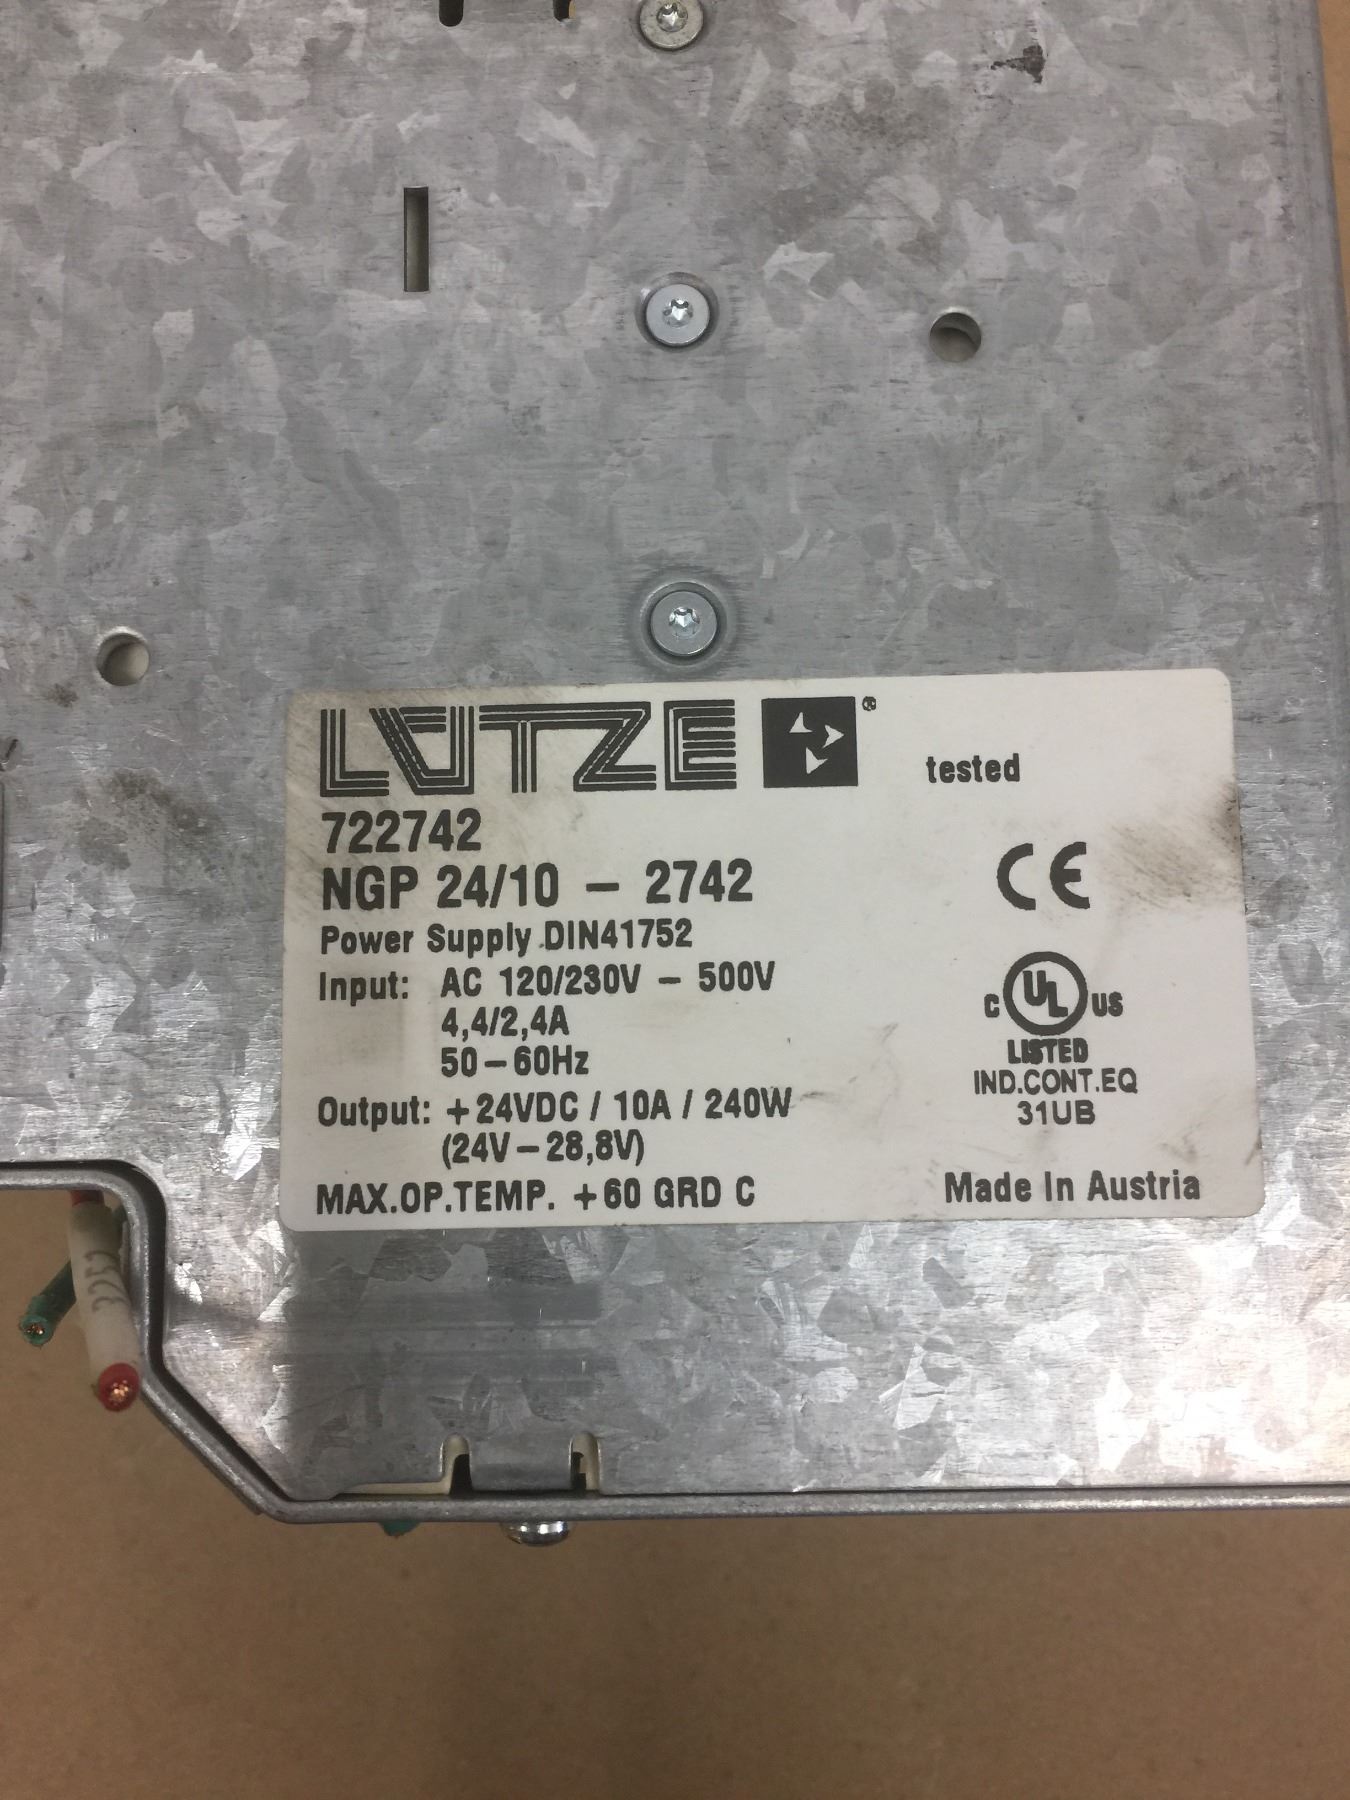 LÜTZE ®
tested
722742
NGP 24/10 – 2742
CE
Power Supply DIN41752
Input: AC 120/230V – 500V
4,4/2,4A
50–60Hz
C UL US
LISTED
IND.CONT.EQ
31UB
Output: +24VDC / 10A / 240W
(24V–28,8V)
MAX.OP.TEMP. +60 GRD C
Made In Austria